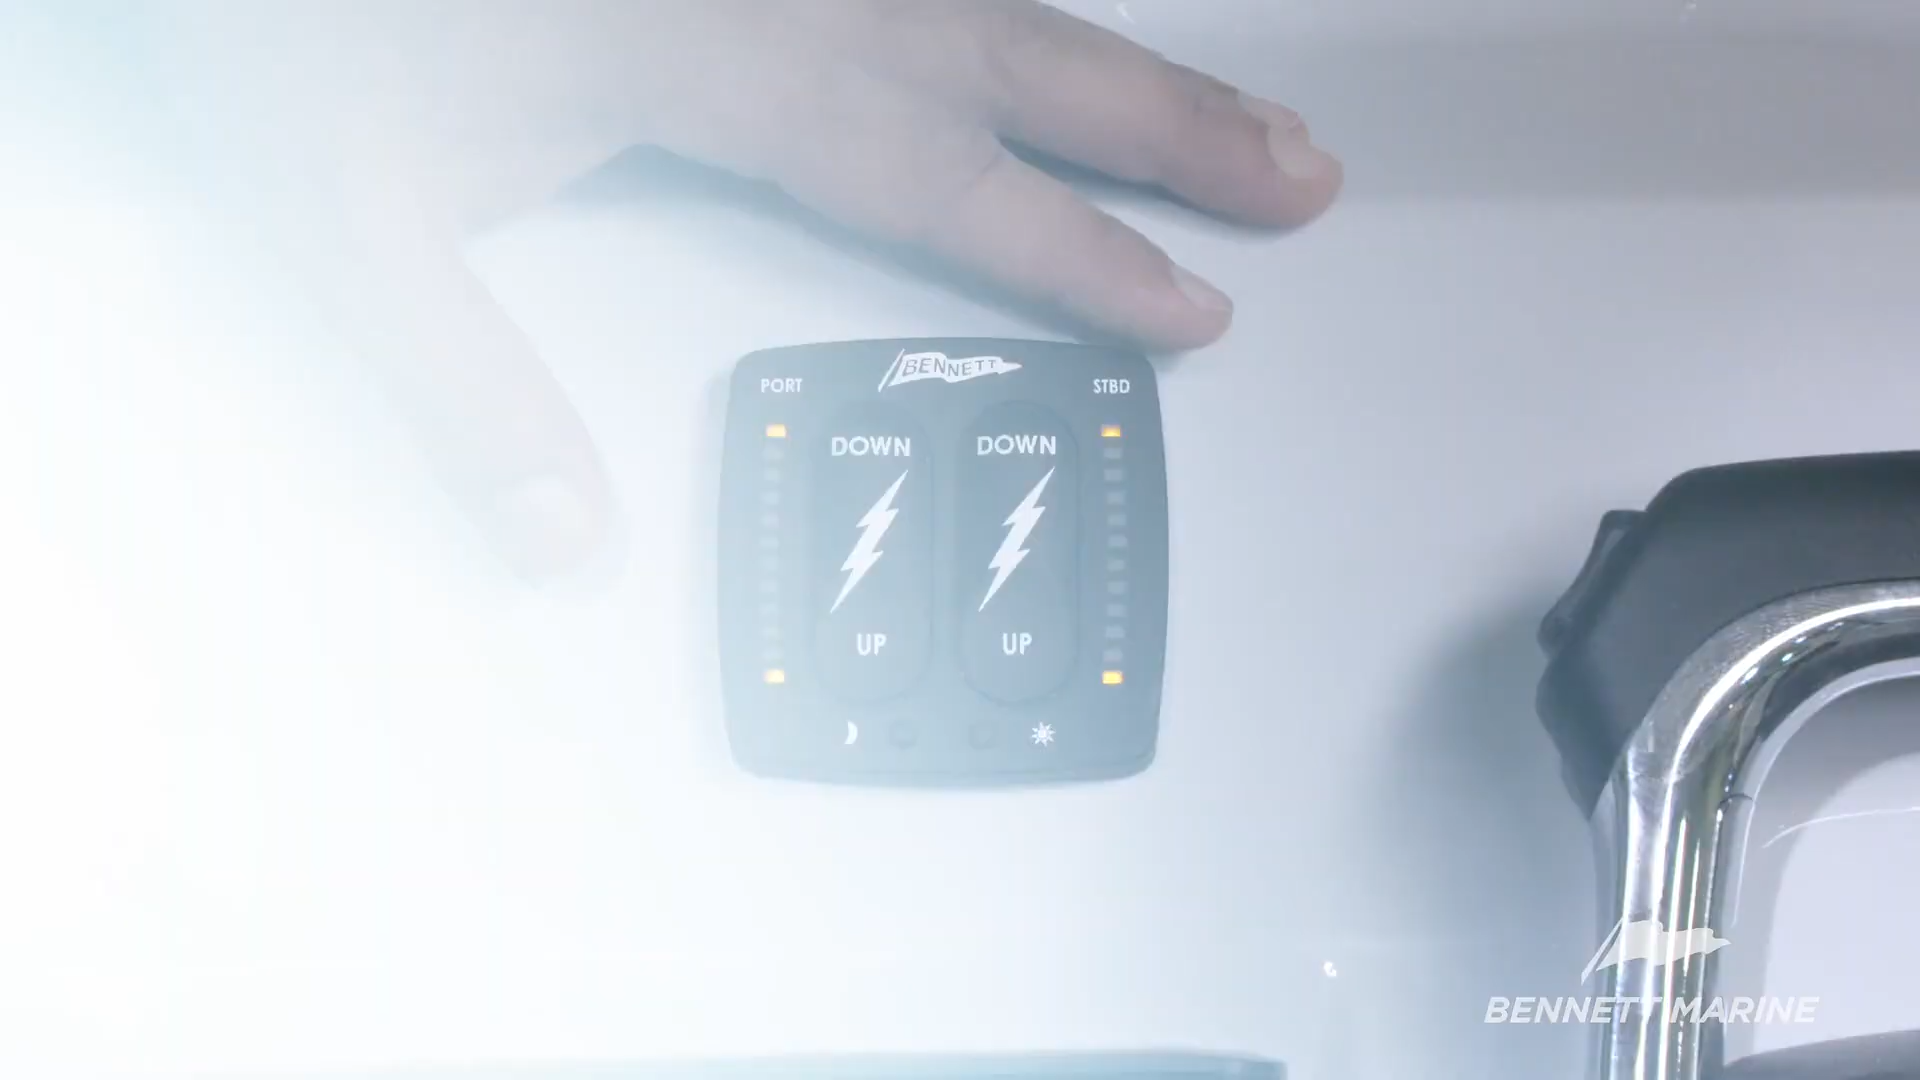 BENNETT
PORT
STBD
DOWN
DOWN
UP
UP
BENNETT MARINE